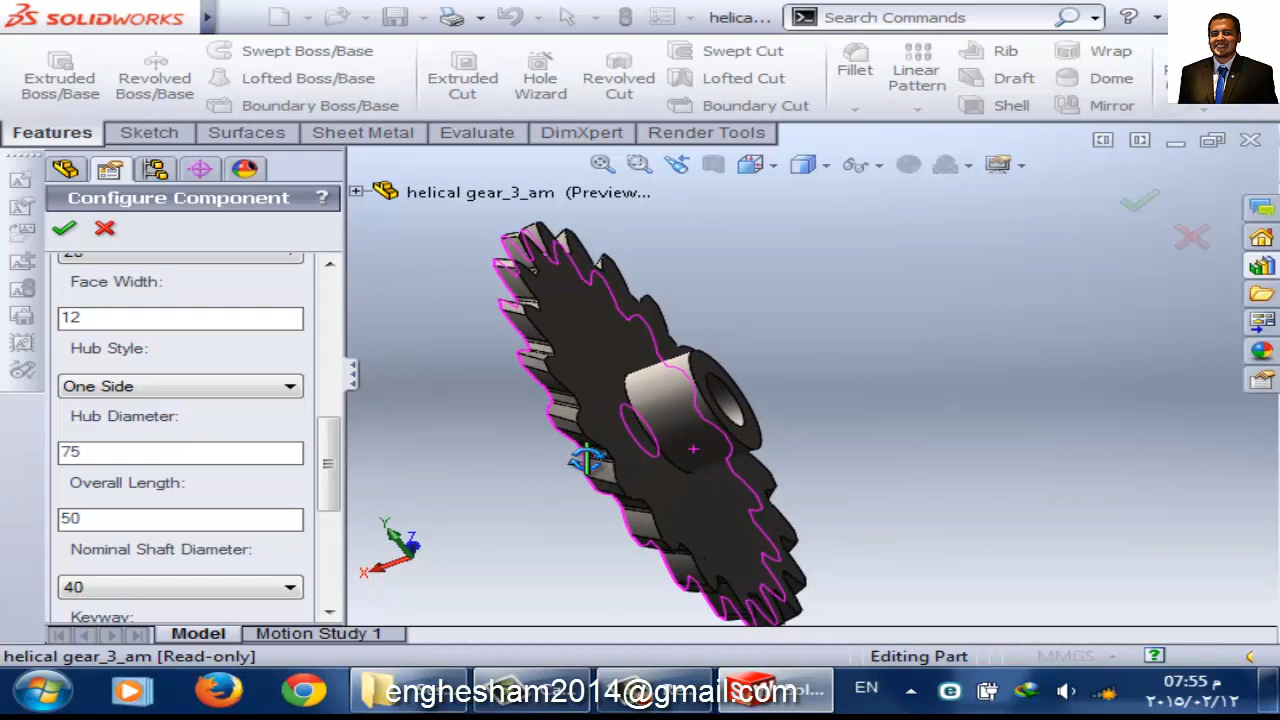 SOLIDWORKS
helica...
Search Commands
Extruded Boss/Base
Revolved Boss/Base
Swept Boss/Base
Lofted Boss/Base
Boundary Boss/Base
Extruded Cut
Hole Wizard
Revolved Cut
Swept Cut
Lofted Cut
Boundary Cut
Fillet
Linear Pattern
Rib
Draft
Shell
Wrap
Dome
Mirror
Features Sketch Surfaces Sheet Metal Evaluate DimXpert Render Tools
Configure Component ?
helical gear_3_am (Preview...
Face Width:
12
Hub Style:
One Side
Hub Diameter:
75
Overall Length:
50
Nominal Shaft Diameter:
40
Keyway:
Y
Z
X
Model Motion Study 1
helical gear_3_am [Read-only]
Editing Part
MMGS
enghesham2014@gmail.com
EN
07:55 م
٢٠١٥/٠٢/١٢